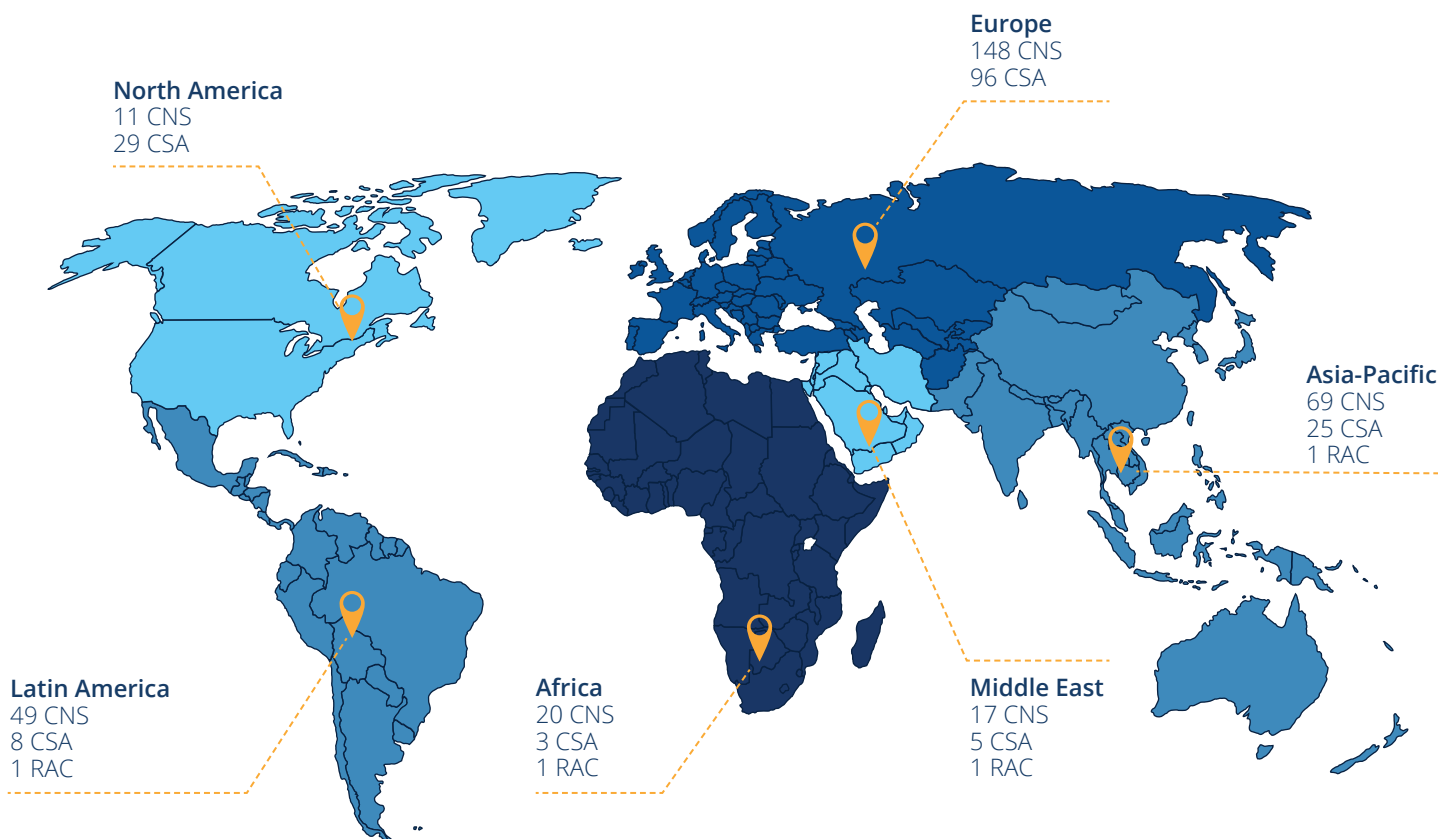 Europe
148 CNS
96 CSA
North America
11 CNS
29 CSA
Asia-Pacific
69 CNS
25 CSA
1 RAC
Latin America
49 CNS
8 CSA
1 RAC
Africa
20 CNS
3 CSA
1 RAC
Middle East
17 CNS
5 CSA
1 RAC